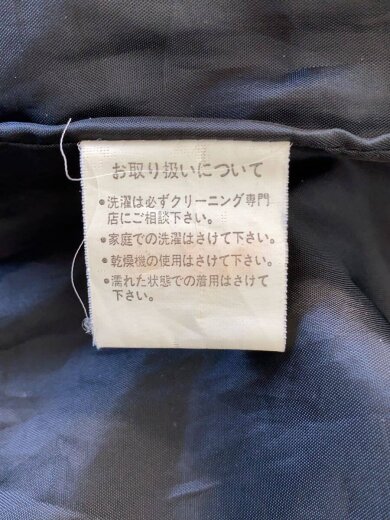 お取り扱いについて
●洗濯は必ずクリーニング専門
店にご相談下さい。
●家庭での洗濯はさけて下さい。
●乾燥機の使用はさけて下さい。
●濡れた状態での着用はさけて
下さい。